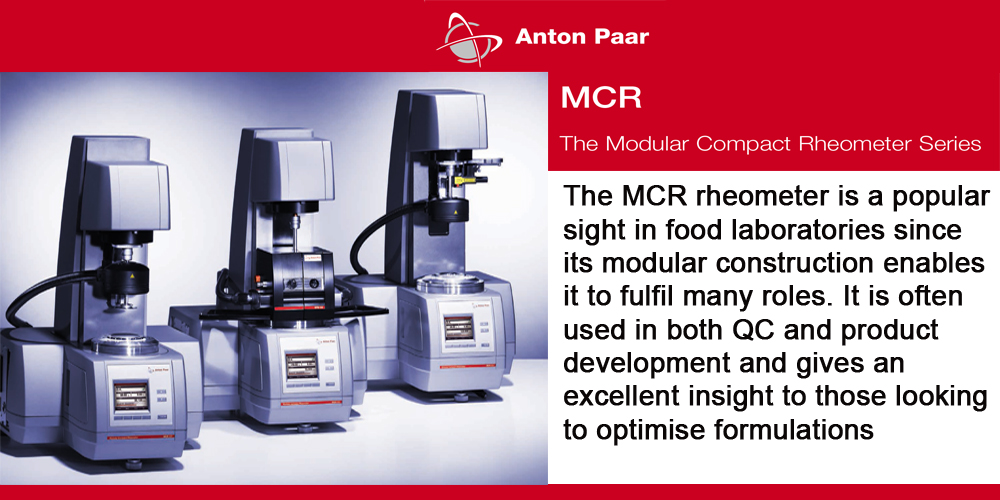 Anton Paar
MCR
The Modular Compact Rheometer Series
The MCR rheometer is a popular
sight in food laboratories since
its modular construction enables
it to fulfil many roles. It is often
used in both QC and product
development and gives an
excellent insight to those looking
to optimise formulations